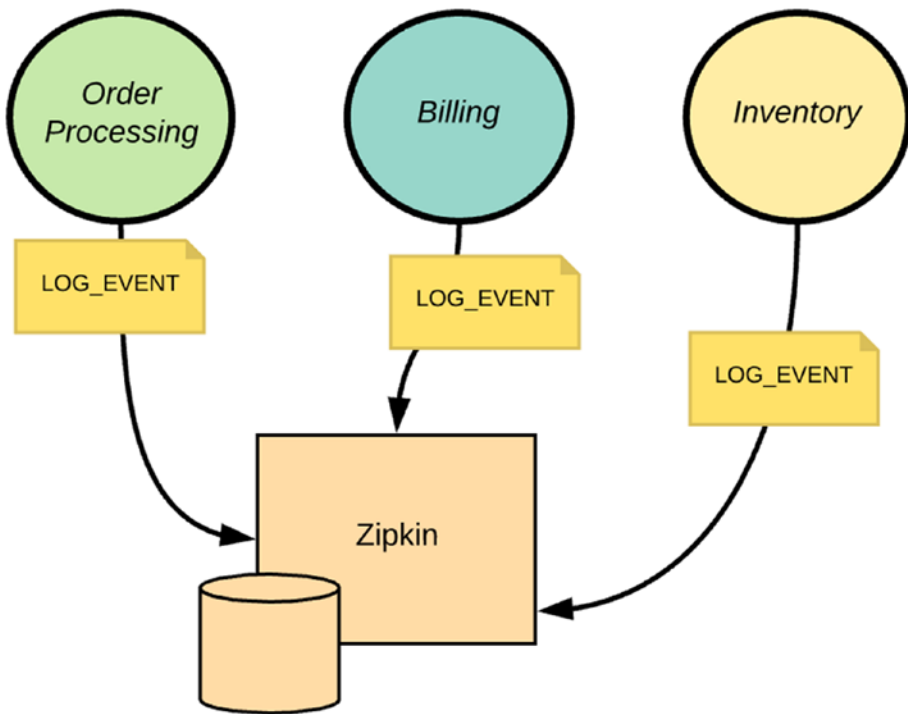 Order
Processing
Billing
Inventory
LOG_EVENT
LOG_EVENT
LOG_EVENT
Zipkin